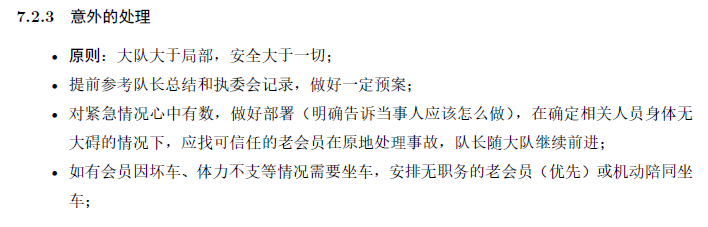 7.2.3 意外的处理
• 原则：大队大于局部，安全大于一切；
• 提前参考队长总结和执委会记录，做好一定预案；
• 对紧急情况心中有数，做好部署（明确告诉当事人应该怎么做），在确定相关人员身体无
大碍的情况下，应找可信任的老会员在原地处理事故，队长随大队继续前进；
• 如有会员因坏车、体力不支等情况需要坐车，安排无职务的老会员（优先）或机动陪同坐
车；